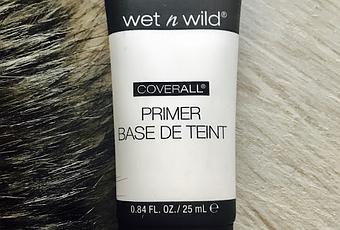 wet n wild®
COVERALL®
PRIMER
BASE DE TEINT
0.84 FL. OZ./ 25 mL ℮